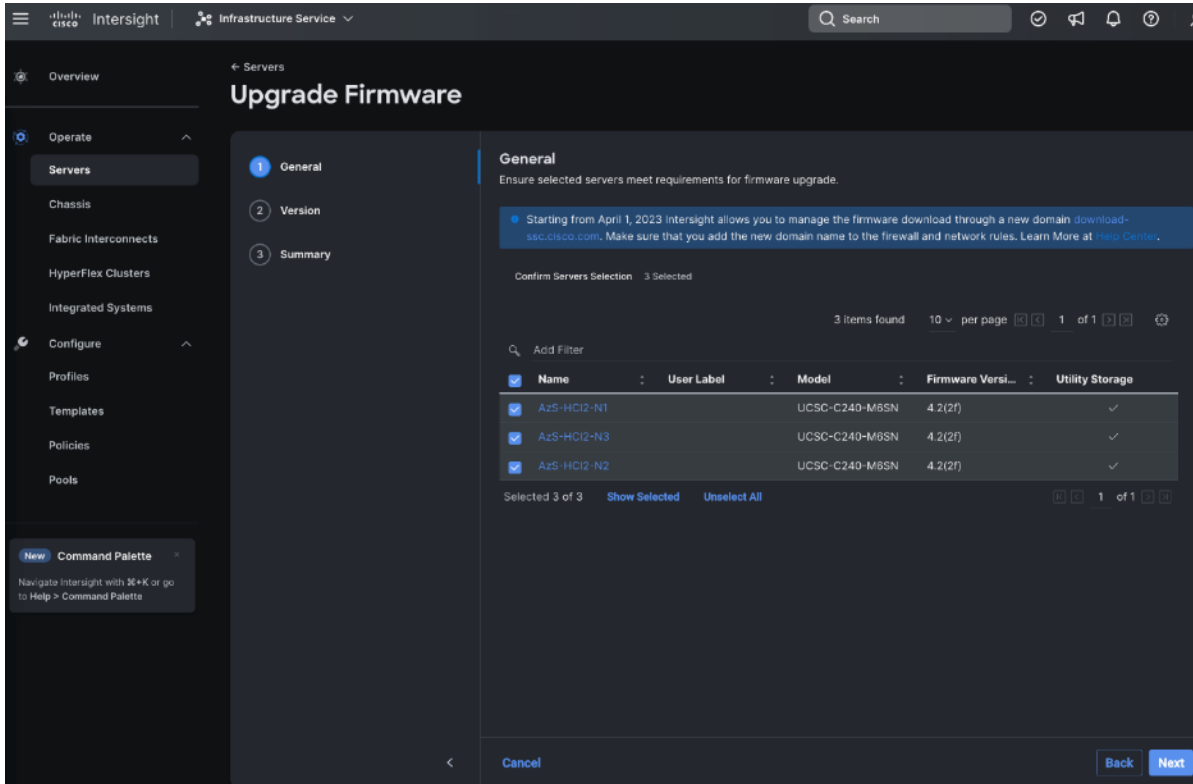 CISCO Intersight Infrastructure Service Search
Overview
Operate
Servers
Chassis
Fabric Interconnects
HyperFlex Clusters
Integrated Systems
Configure
Profiles
Templates
Policies
Pools
New Command Palette ×
Navigate Intersight with ⌘+K or go
to Help > Command Palette
← Servers
Upgrade Firmware
1 General
2 Version
3 Summary
General
Ensure selected servers meet requirements for firmware upgrade.
Starting from April 1, 2023 Intersight allows you to manage the firmware download through a new domain download-
ssc.cisco.com. Make sure that you add the new domain name to the firewall and network rules. Learn More at Help Center.
Confirm Servers Selection 3 Selected
3 items found 10 per page 1 of 1
Add Filter
Name User Label Model Firmware Versi... Utility Storage
AzS-HCI2-N1 UCSC-C240-M6SN 4.2(2f)
AzS-HCI2-N3 UCSC-C240-M6SN 4.2(2f)
AzS-HCI2-N2 UCSC-C240-M6SN 4.2(2f)
Selected 3 of 3 Show Selected Unselect All 1 of 1
Cancel Back Next